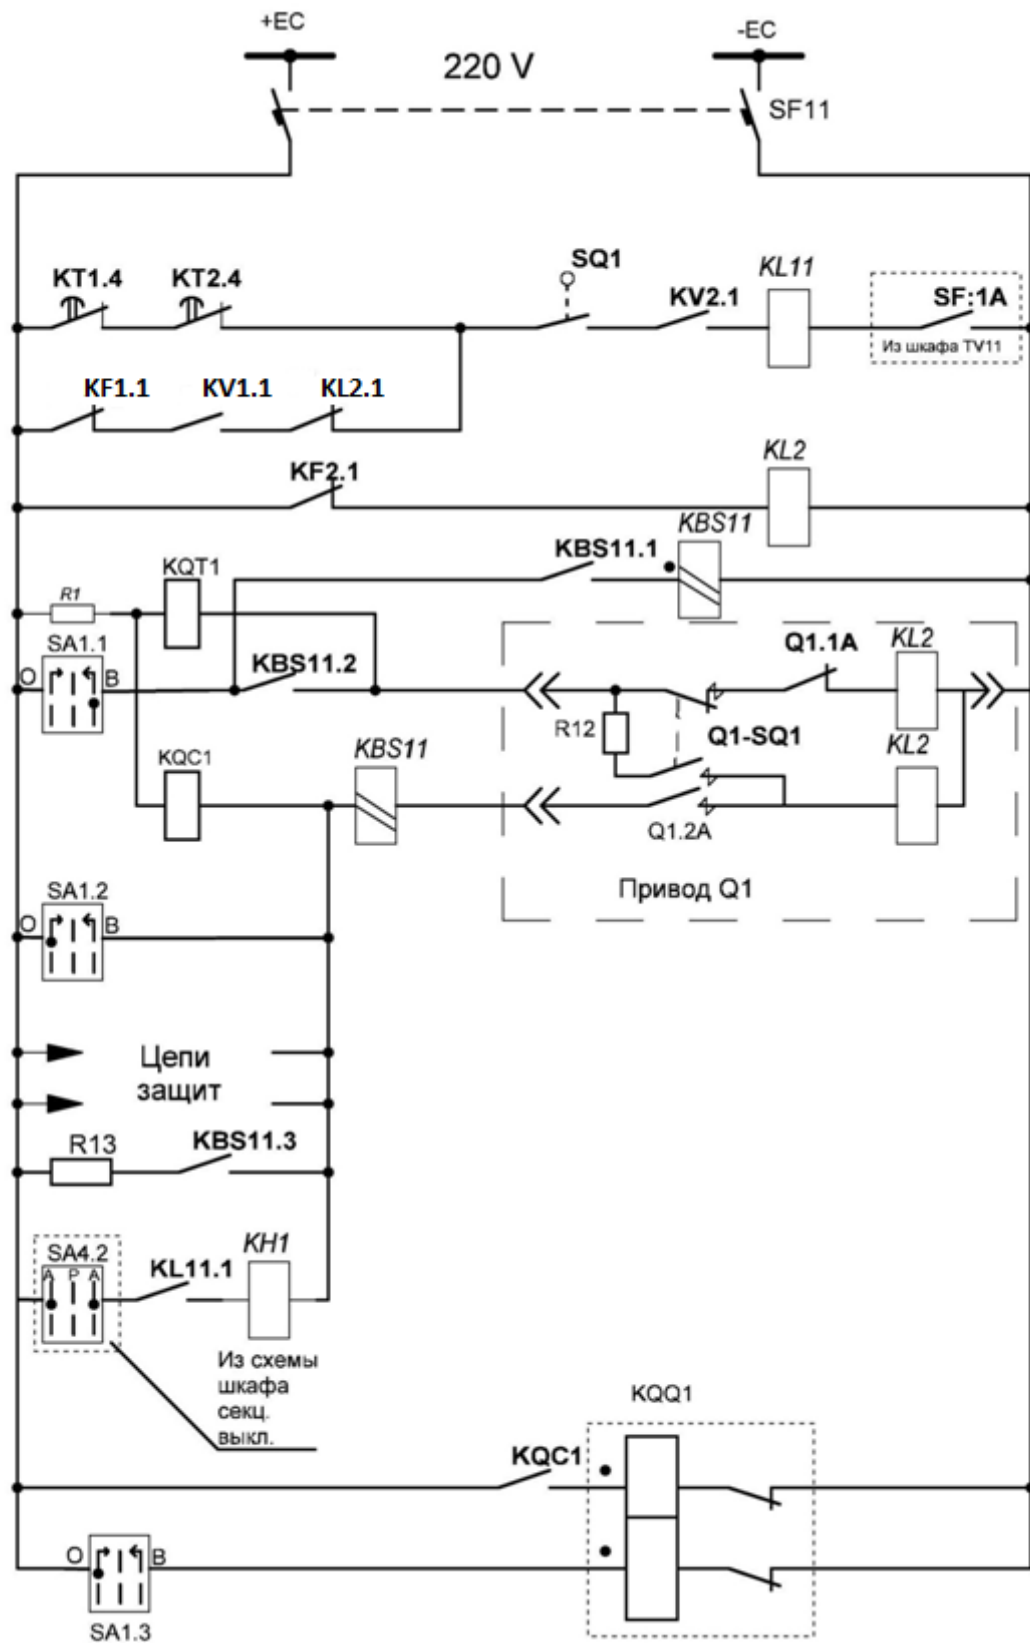 +EC
-EC
220 V
SF11
KT1.4
KT2.4
SQ1
KV2.1
KL11
SF:1A
Из шкафа TV11
KF1.1
KV1.1
KL2.1
KF2.1
KL2
KBS11
KBS11.1
KQT1
R1
SA1.1
O
B
KBS11.2
Q1.1A
KL2
R12
Q1-SQ1
KQC1
KBS11
KL2
Q1.2A
Привод Q1
SA1.2
O
B
Цепи
защит
R13
KBS11.3
SA4.2
A P A
KL11.1
KH1
Из схемы
шкафа
секц.
выкл.
KQQ1
KQC1
O
B
SA1.3